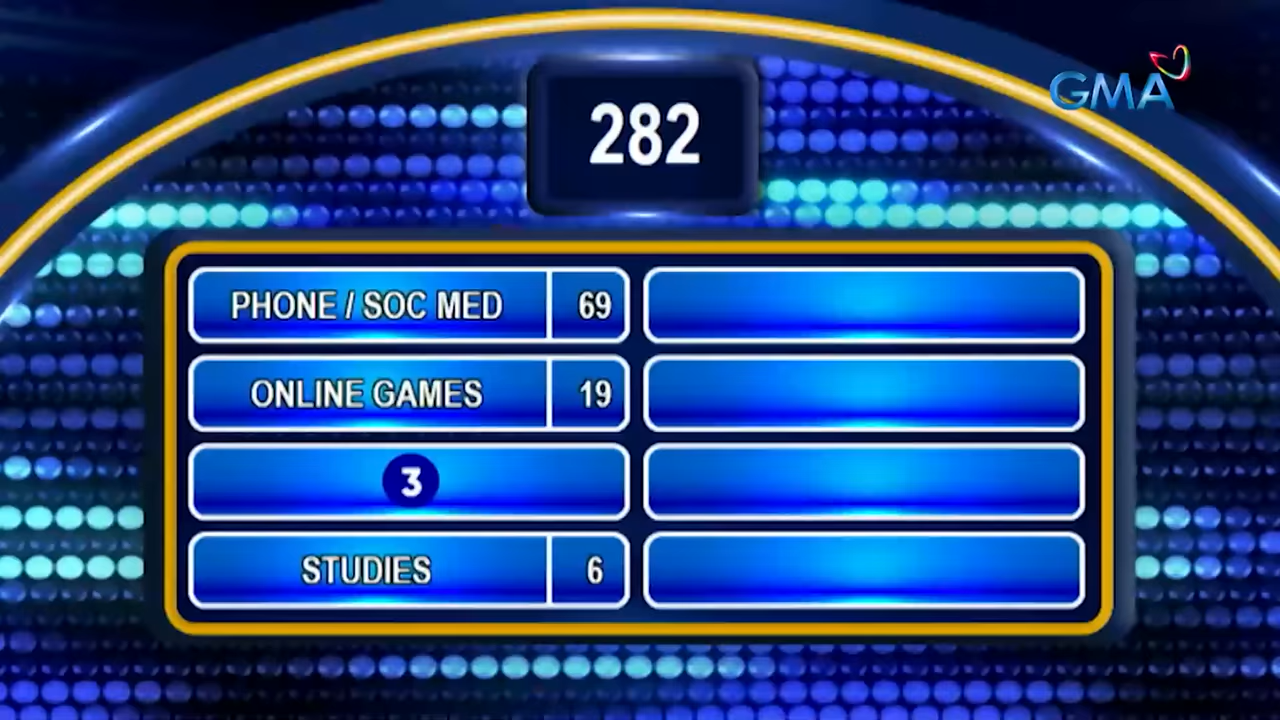 282
GMA
PHONE / SOC MED 69
ONLINE GAMES 19
3
STUDIES 6